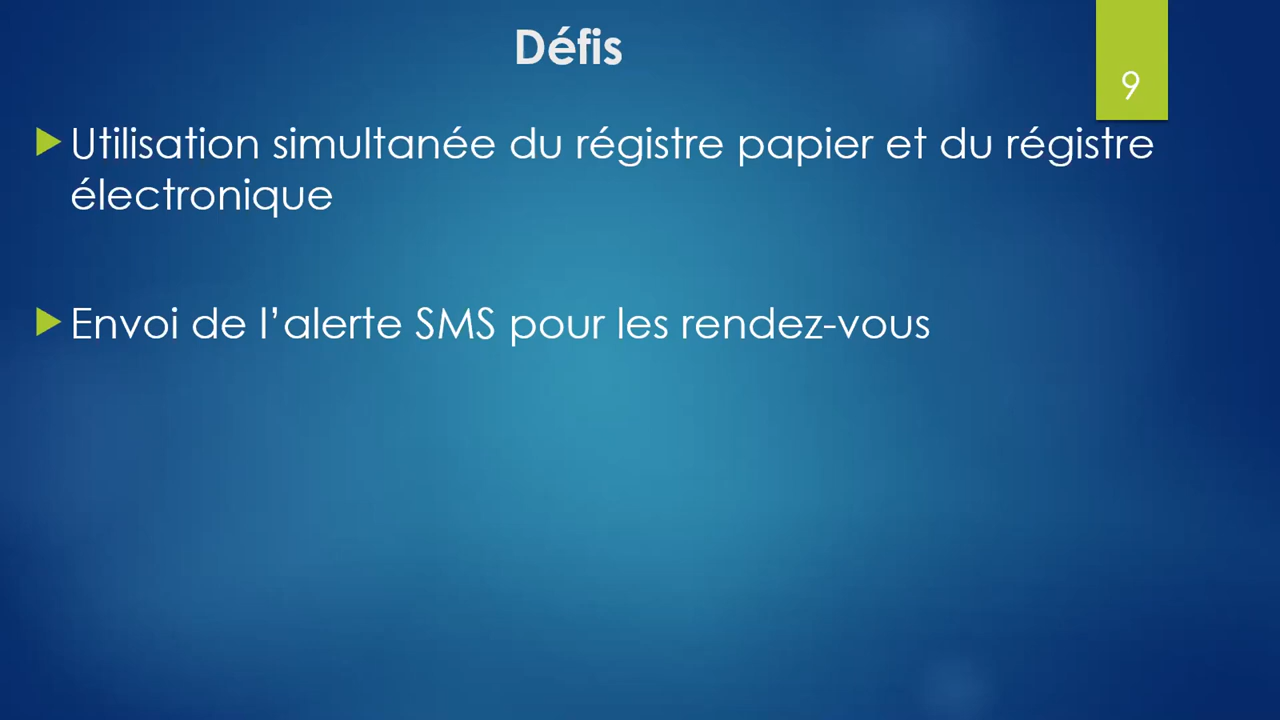 Défis
9
Utilisation simultanée du régistre papier et du régistre
électronique
Envoi de l’alerte SMS pour les rendez-vous